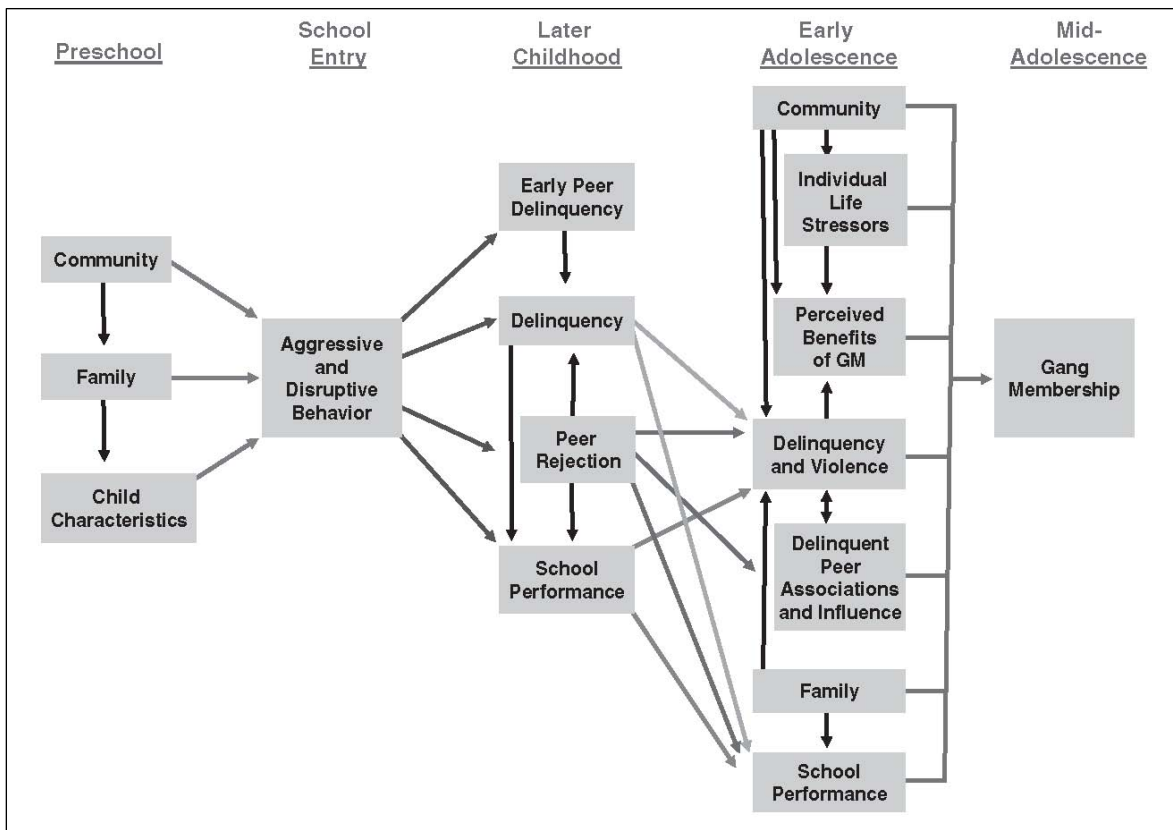 Preschool
School
Entry
Later
Childhood
Early
Adolescence
Mid-
Adolescence
Community
Family
Child
Characteristics
Aggressive
and
Disruptive
Behavior
Early Peer
Delinquency
Delinquency
Peer
Rejection
School
Performance
Community
Individual
Life
Stressors
Perceived
Benefits
of GM
Delinquency
and Violence
Delinquent
Peer
Associations
and Influence
Family
School
Performance
Gang
Membership